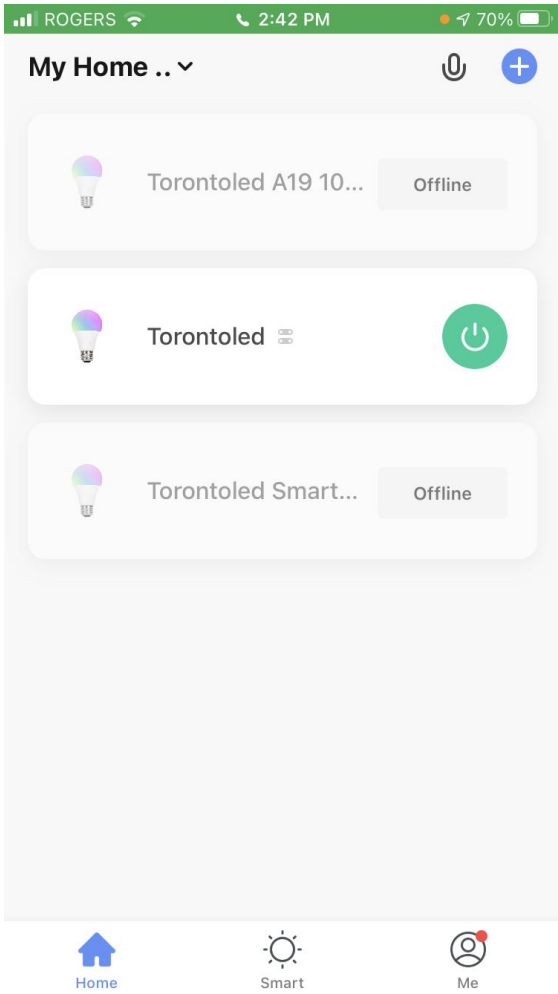 ROGERS 2:42 PM 70%
My Home ..
Torontoled A19 10... Offline
Torontoled
Torontoled Smart... Offline
Home Smart Me